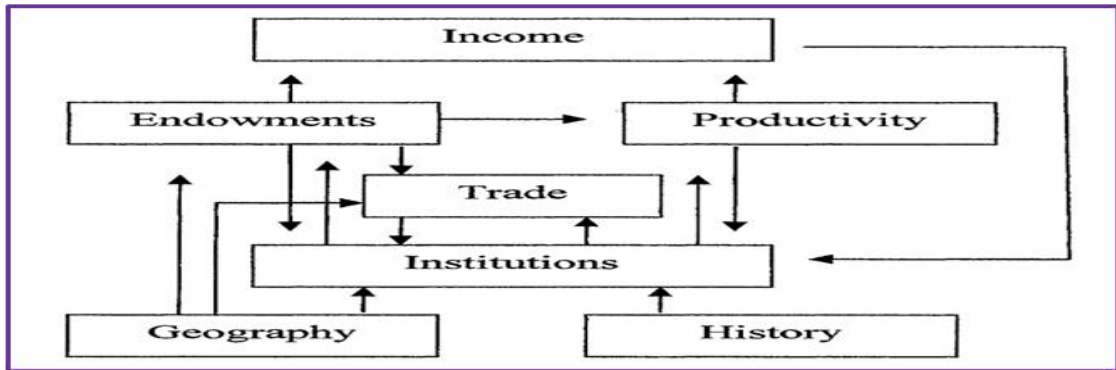 Income
Endowments
Productivity
Trade
Institutions
Geography
History